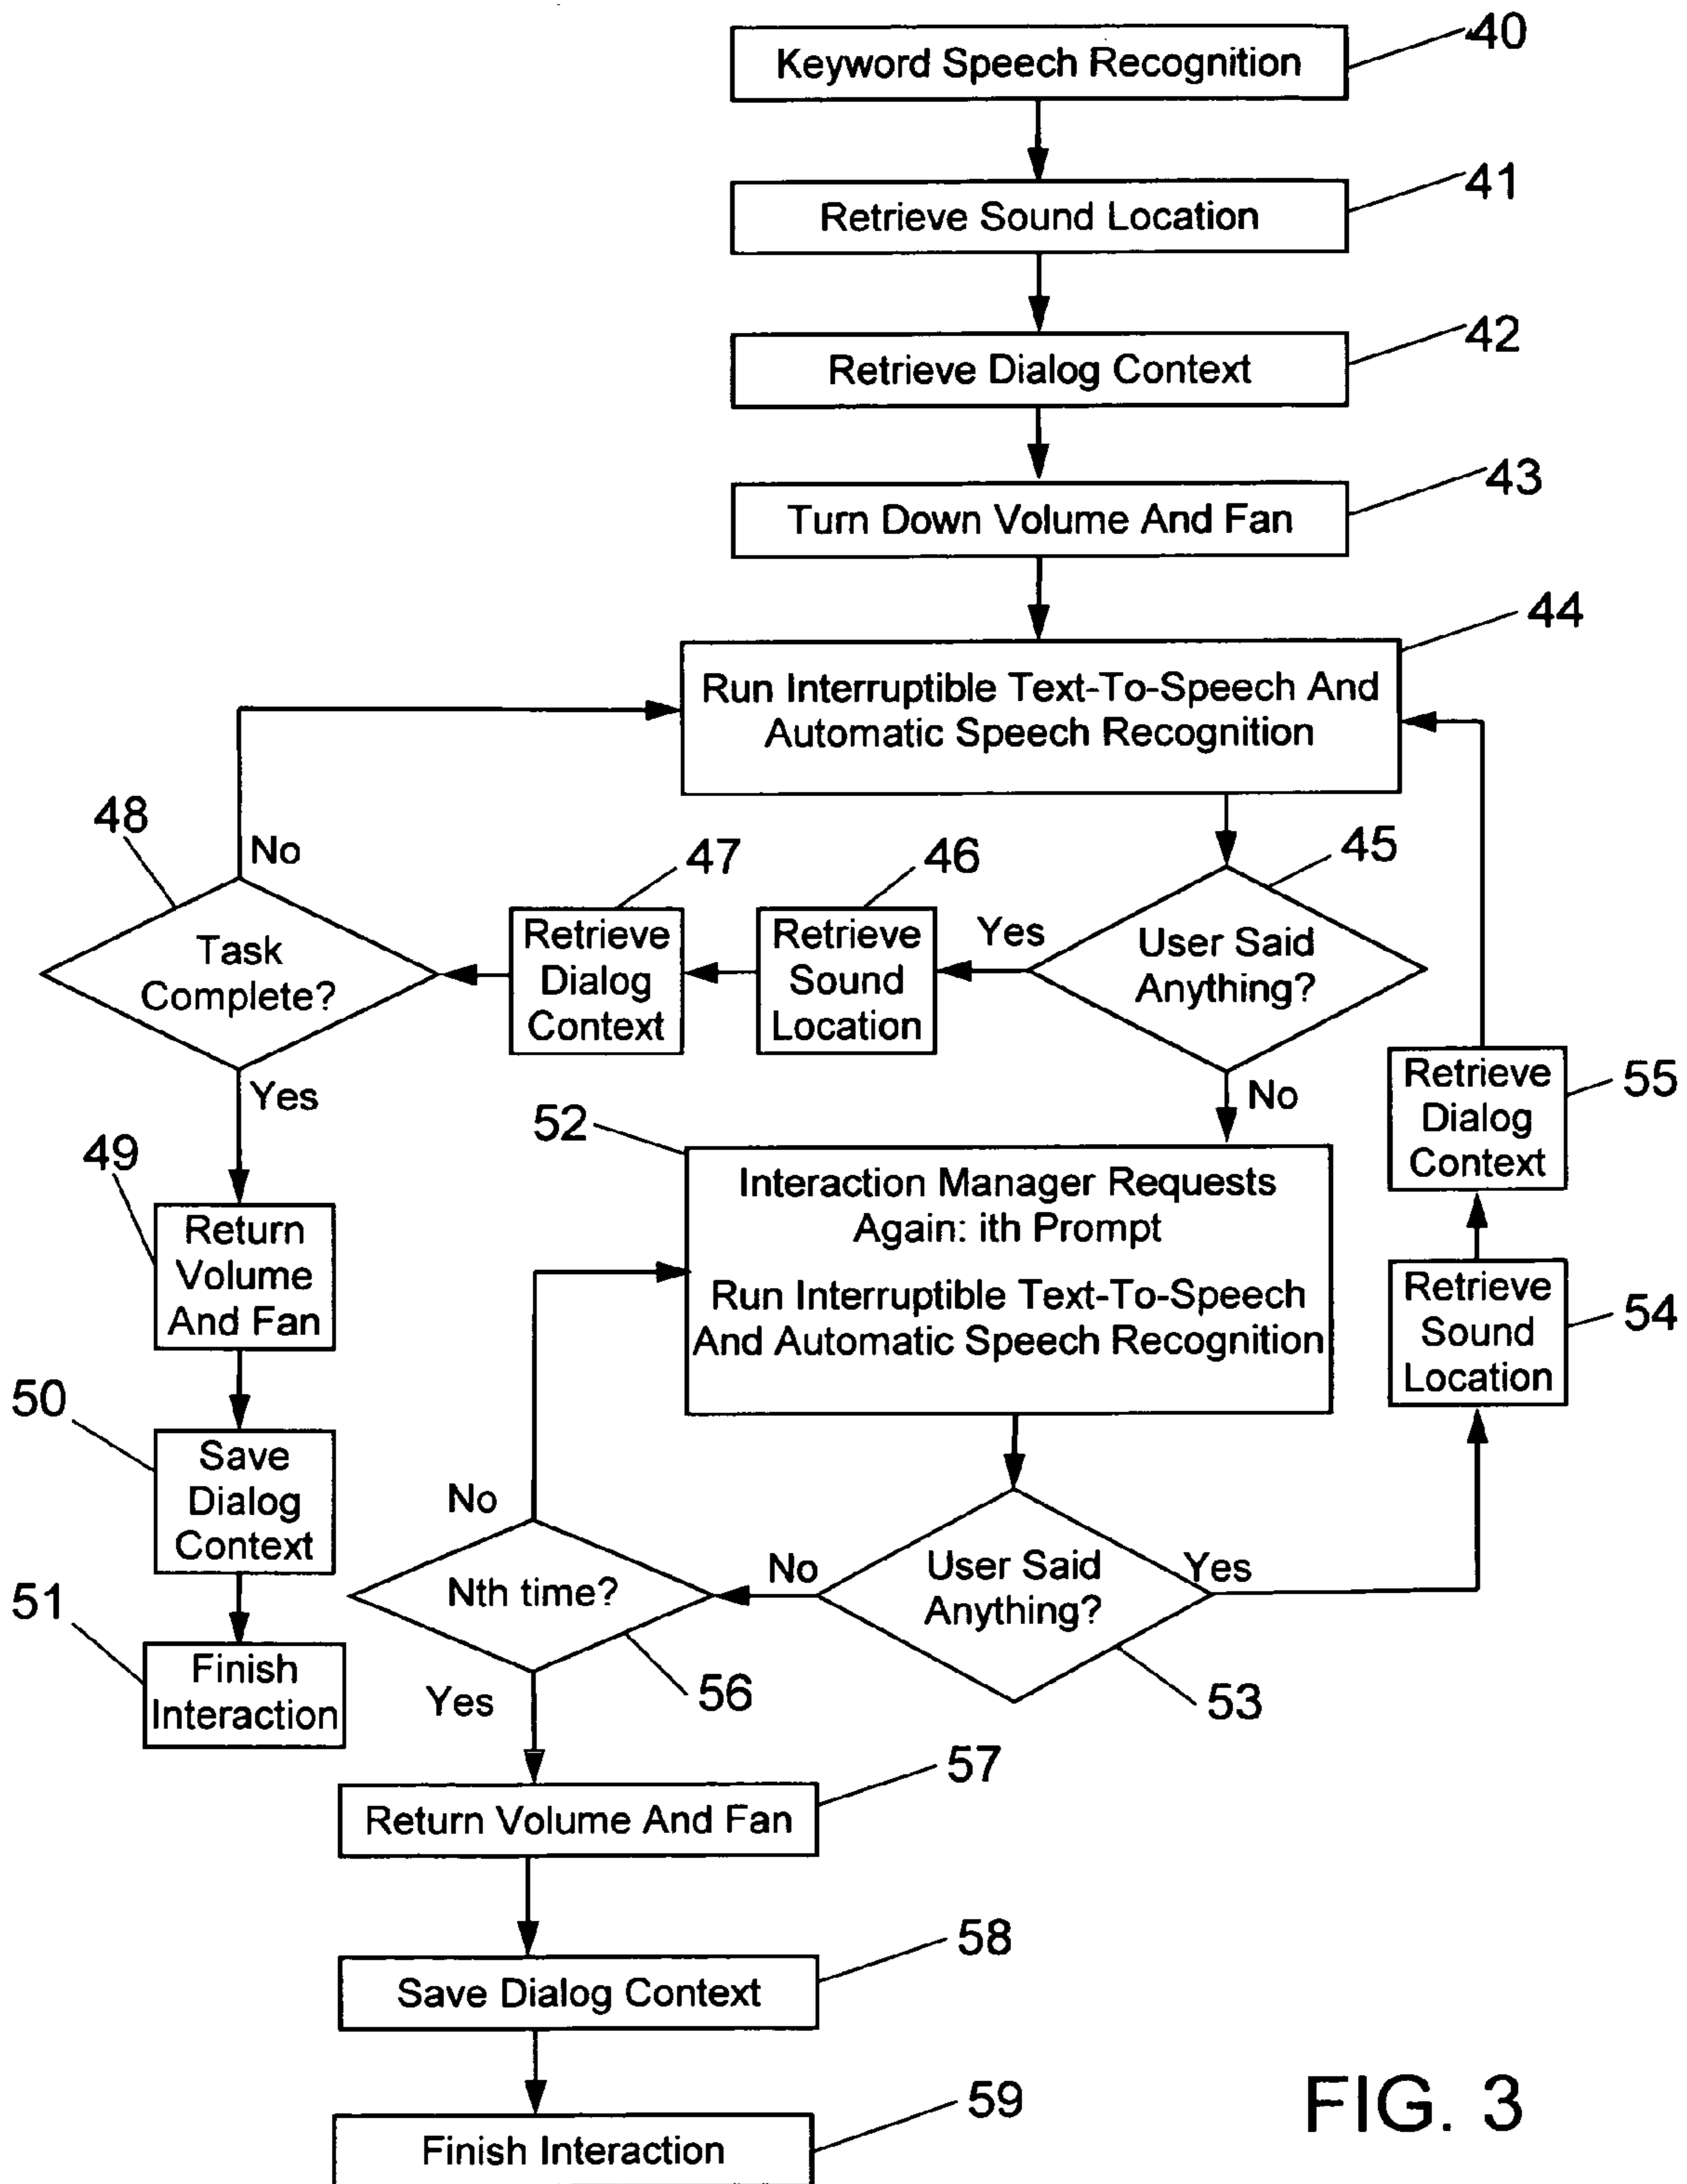 40
Keyword Speech Recognition
41
Retrieve Sound Location
42
Retrieve Dialog Context
43
Turn Down Volume And Fan
44
Run Interruptible Text-To-Speech And
Automatic Speech Recognition
48
No
47
46
45
Task
Complete?
Retrieve
Dialog
Context
Retrieve
Sound
Location
Yes
User Said
Anything?
Yes
No
Retrieve
Dialog
Context
55
52
49
Interaction Manager Requests
Again: ith Prompt
Run Interruptible Text-To-Speech
And Automatic Speech Recognition
Return
Volume
And Fan
Retrieve
Sound
Location
54
50
Save
Dialog
Context
No
Nth time?
No
User Said
Anything?
Yes
51
Finish
Interaction
Yes
56
53
57
Return Volume And Fan
58
Save Dialog Context
59
Finish Interaction
FIG. 3